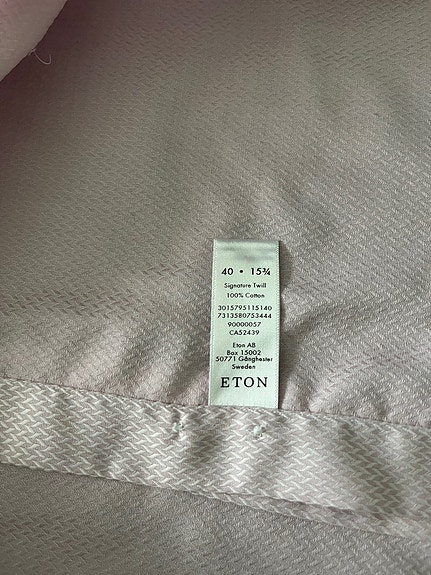 40 • 15¾
Signature Twill
100% Cotton
3015795115140
7313580753444
90000057
CA52439
Eton AB
Box 15002
50771 Gånghester
Sweden
ETON